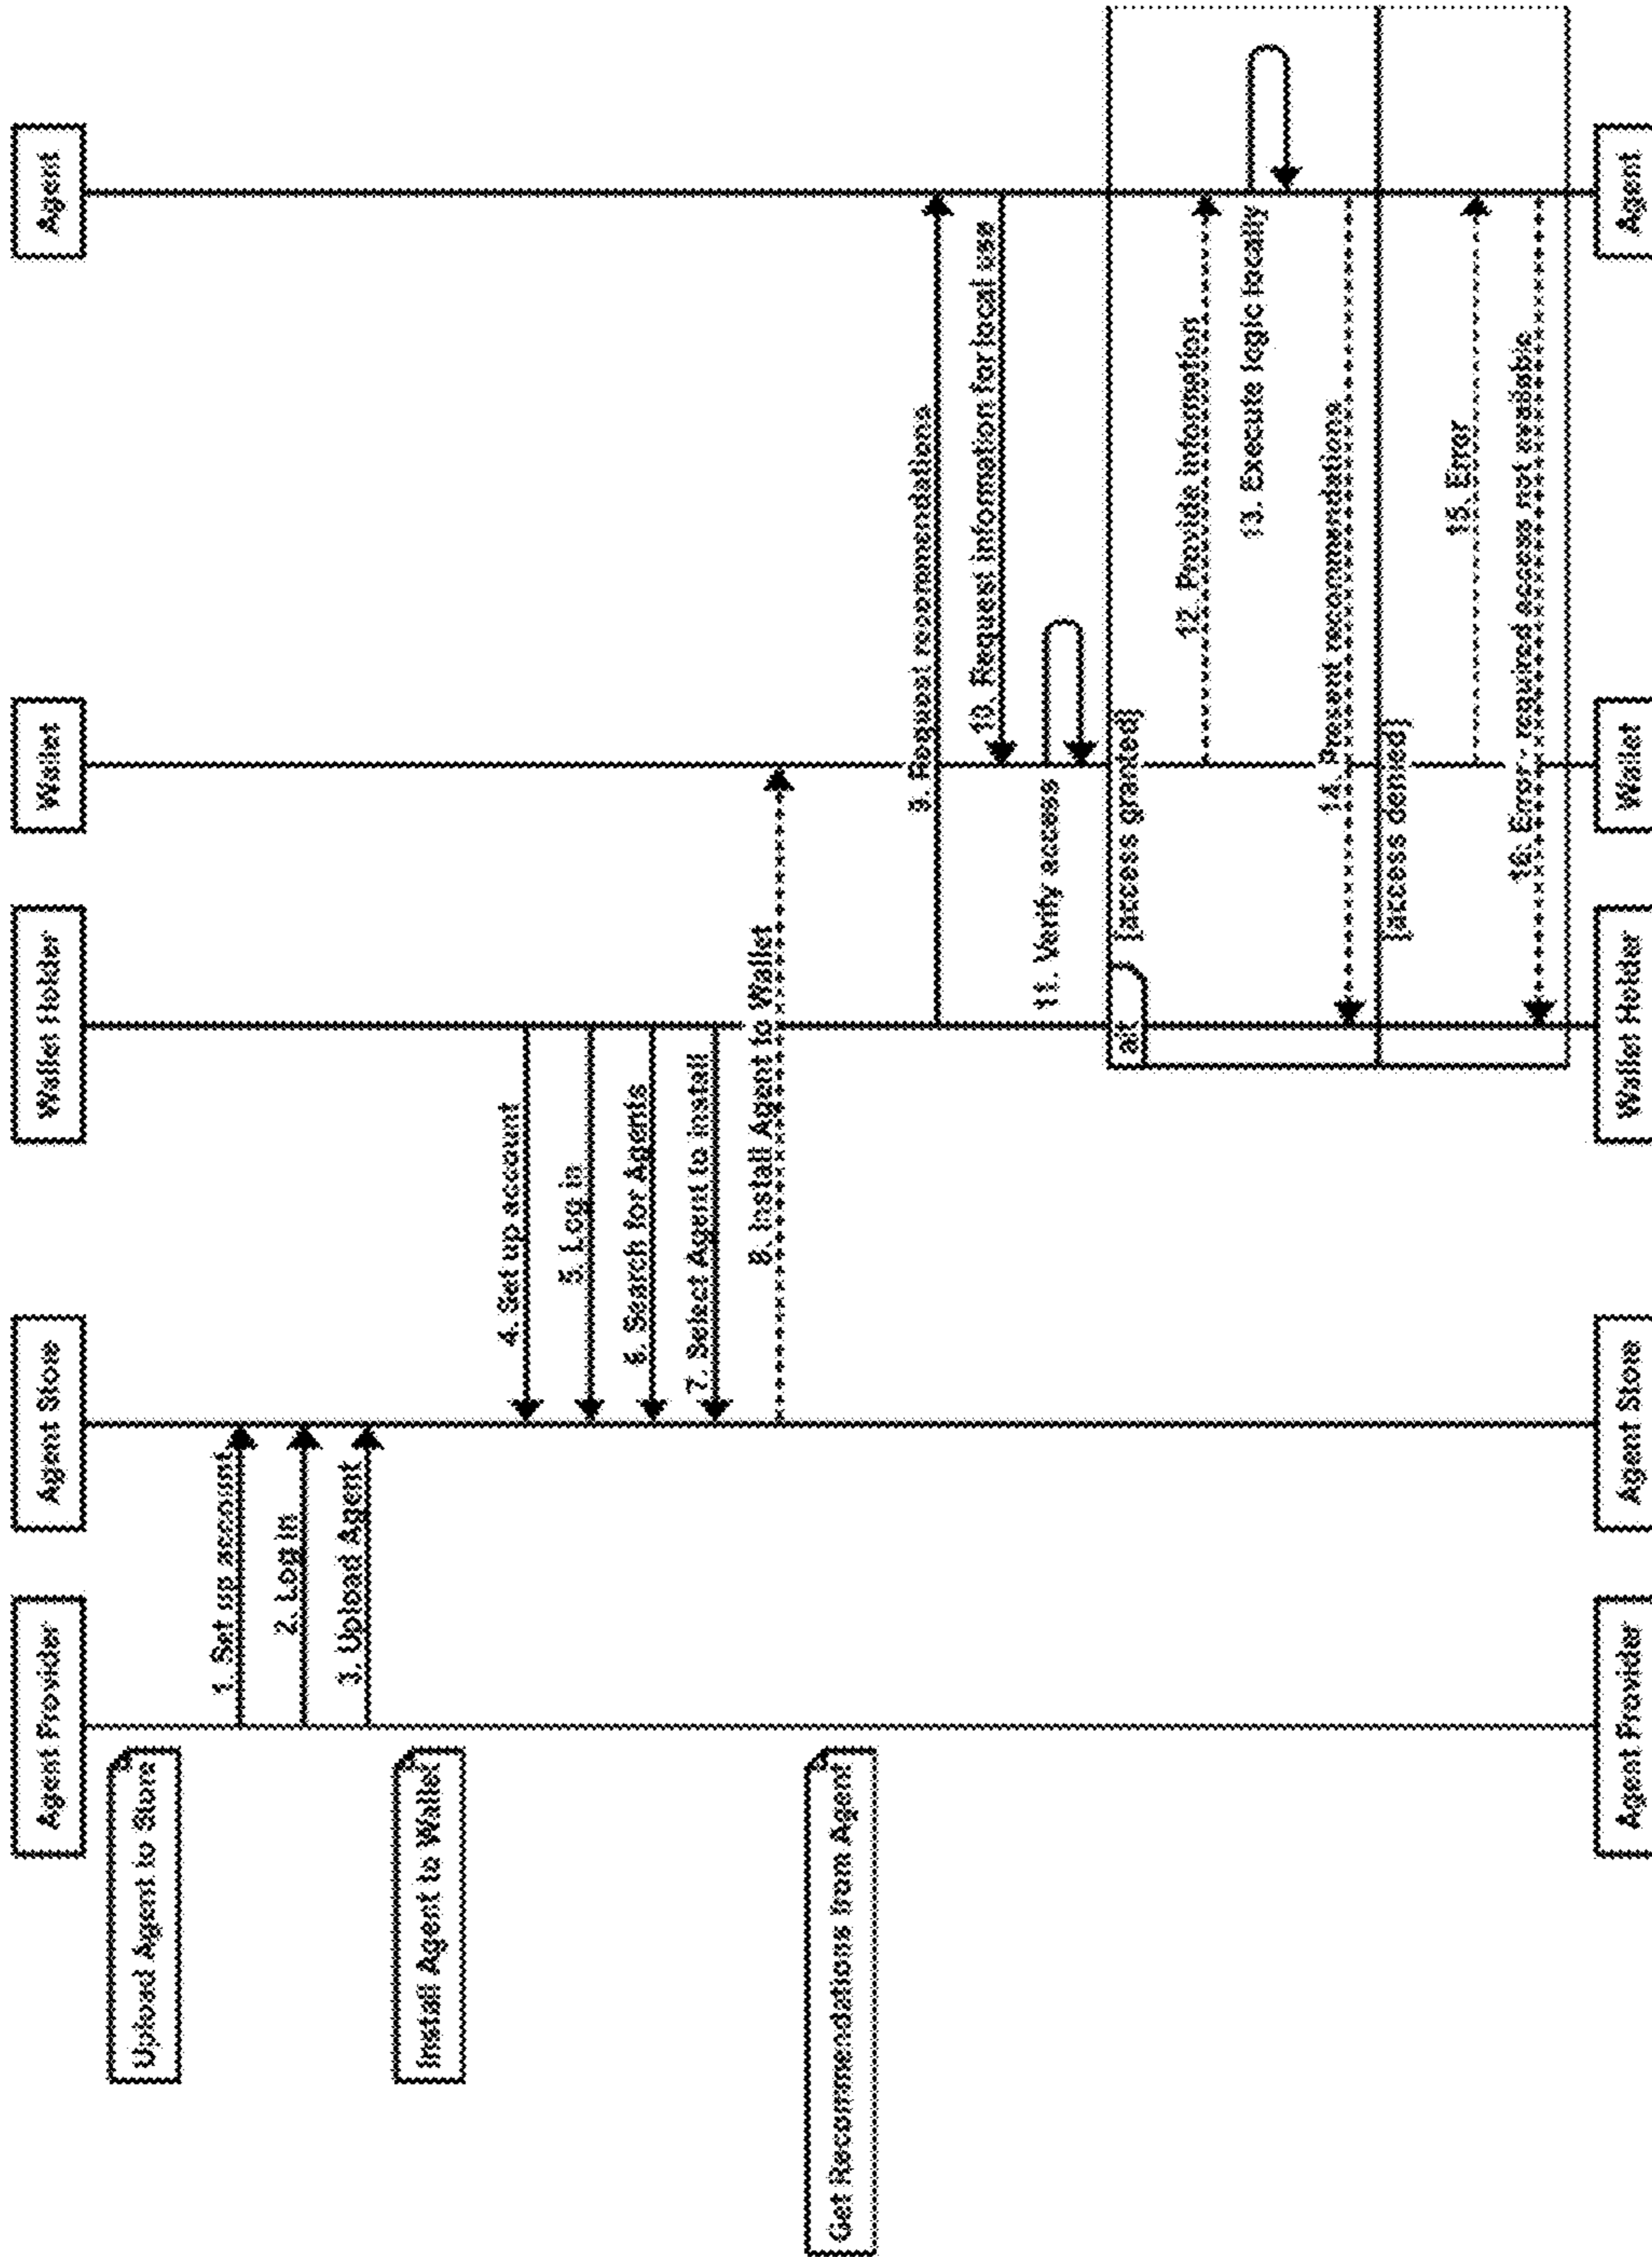 Agent Provider
Agent Store
Wallet Holder
Wallet
Agent
Upload Agent to Store
1. Set up account
2. Log in
3. Upload Agent
Install Agent to Wallet
4. Set up account
5. Log in
6. Search for Agents
7. Select Agent to install
8. Install Agent to Wallet
Get Recommendations from Agent
9. Request recommendations
10. Request information for local use
11. Verify access
alt
[access granted]
12. Provide information
13. Execute logic locally
14. Present recommendations
[access denied]
15. Error
16. Error - required access not available
Agent Provider
Agent Store
Wallet Holder
Wallet
Agent